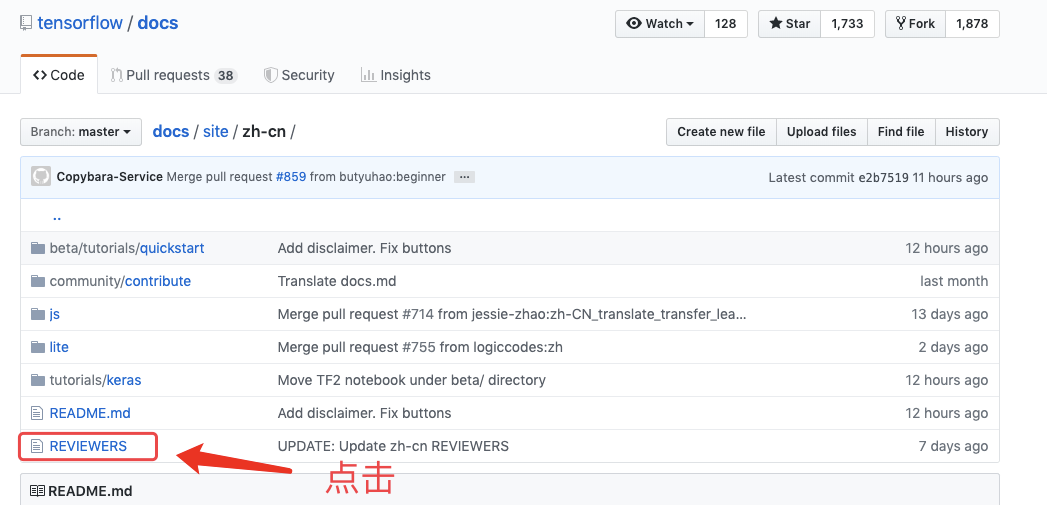 tensorflow / docs Watch 128 Star 1,733 Fork 1,878
Code Pull requests 38 Security Insights
Branch: master docs / site / zh-cn / Create new file Upload files Find file History
Copybara-Service Merge pull request #859 from butyuhao:beginner ... Latest commit e2b7519 11 hours ago
..
beta/tutorials/quickstart Add disclaimer. Fix buttons 12 hours ago
community/contribute Translate docs.md last month
js Merge pull request #714 from jessie-zhao:zh-CN_translate_transfer_lea... 13 days ago
lite Merge pull request #755 from logiccodes:zh 2 days ago
tutorials/keras Move TF2 notebook under beta/ directory 12 hours ago
README.md Add disclaimer. Fix buttons 12 hours ago
REVIEWERS UPDATE: Update zh-cn REVIEWERS 7 days ago
点击
README.md